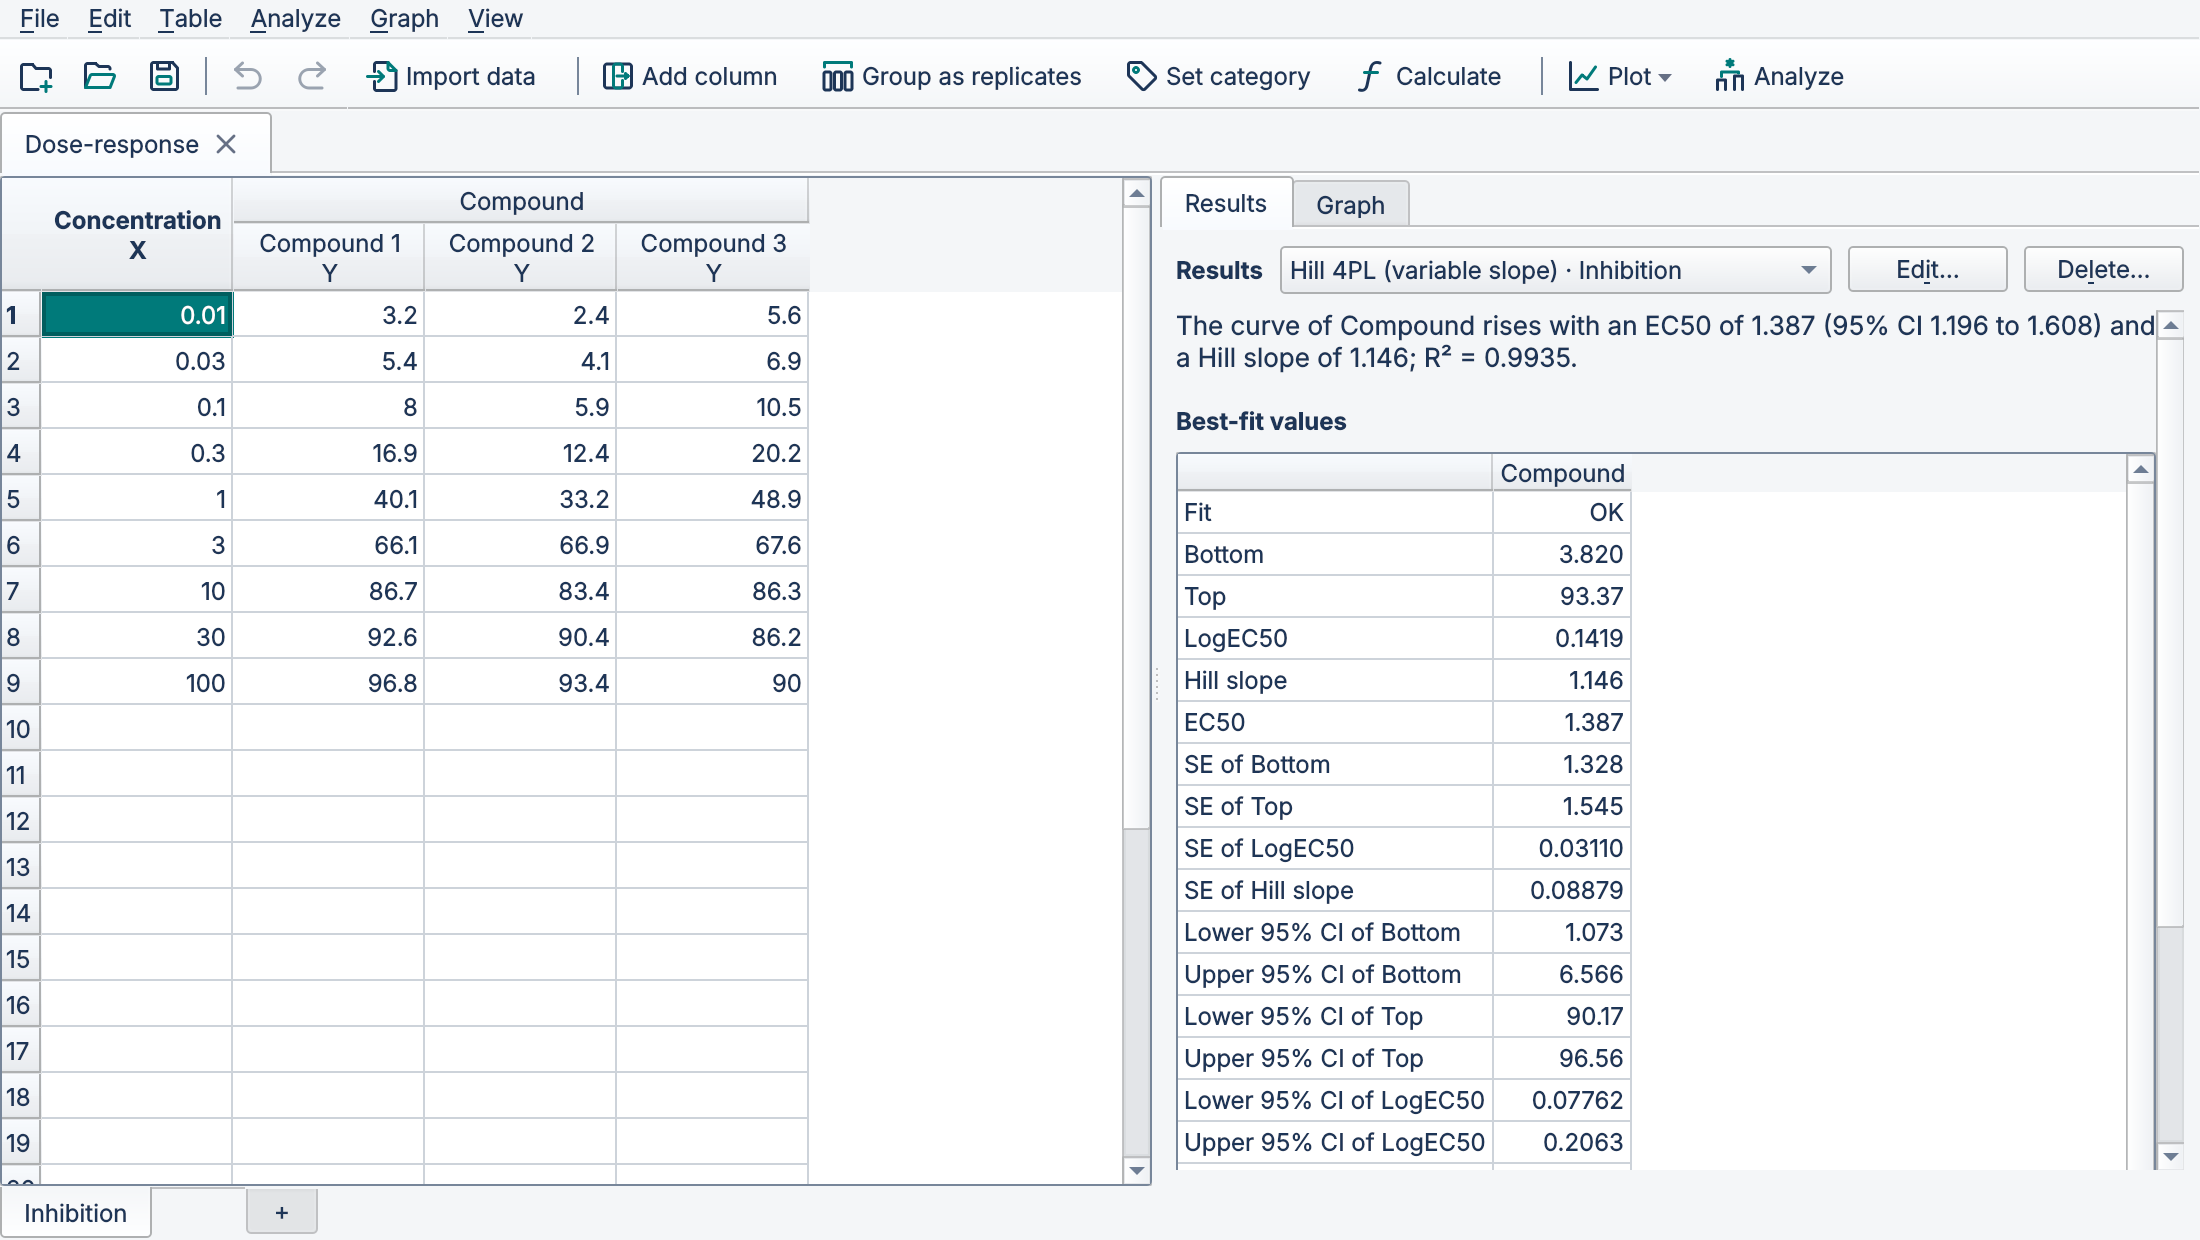 File Edit Table Analyze Graph View
Import data Add column Group as replicates Set category Calculate Plot Analyze
Dose-response
Concentration X
Compound
Compound 1 Y Compound 2 Y Compound 3 Y
1 0.01 3.2 2.4 5.6
2 0.03 5.4 4.1 6.9
3 0.1 8 5.9 10.5
4 0.3 16.9 12.4 20.2
5 1 40.1 33.2 48.9
6 3 66.1 66.9 67.6
7 10 86.7 83.4 86.3
8 30 92.6 90.4 86.2
9 100 96.8 93.4 90
10
11
12
13
14
15
16
17
18
19
Inhibition +
Results Graph
Results Hill 4PL (variable slope) · Inhibition Edit... Delete...
The curve of Compound rises with an EC50 of 1.387 (95% CI 1.196 to 1.608) and
a Hill slope of 1.146; R² = 0.9935.
Best-fit values
Compound
Fit OK
Bottom 3.820
Top 93.37
LogEC50 0.1419
Hill slope 1.146
EC50 1.387
SE of Bottom 1.328
SE of Top 1.545
SE of LogEC50 0.03110
SE of Hill slope 0.08879
Lower 95% CI of Bottom 1.073
Upper 95% CI of Bottom 6.566
Lower 95% CI of Top 90.17
Upper 95% CI of Top 96.56
Lower 95% CI of LogEC50 0.07762
Upper 95% CI of LogEC50 0.2063